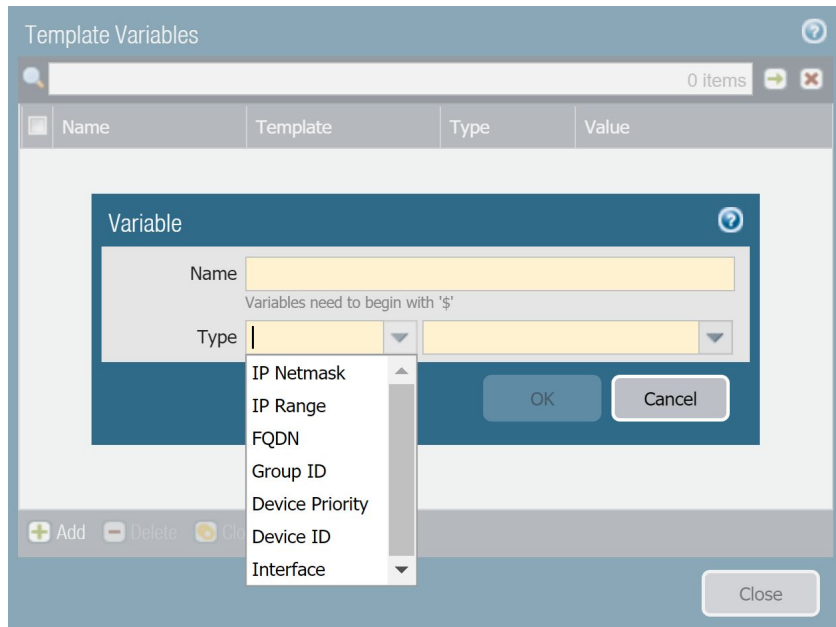 Template Variables
0 items
Name Template Type Value
Variable
Name
Variables need to begin with '$'
Type
IP Netmask
IP Range
FQDN
Group ID
Device Priority
Device ID
Interface
OK Cancel
Add Delete Clo
Close